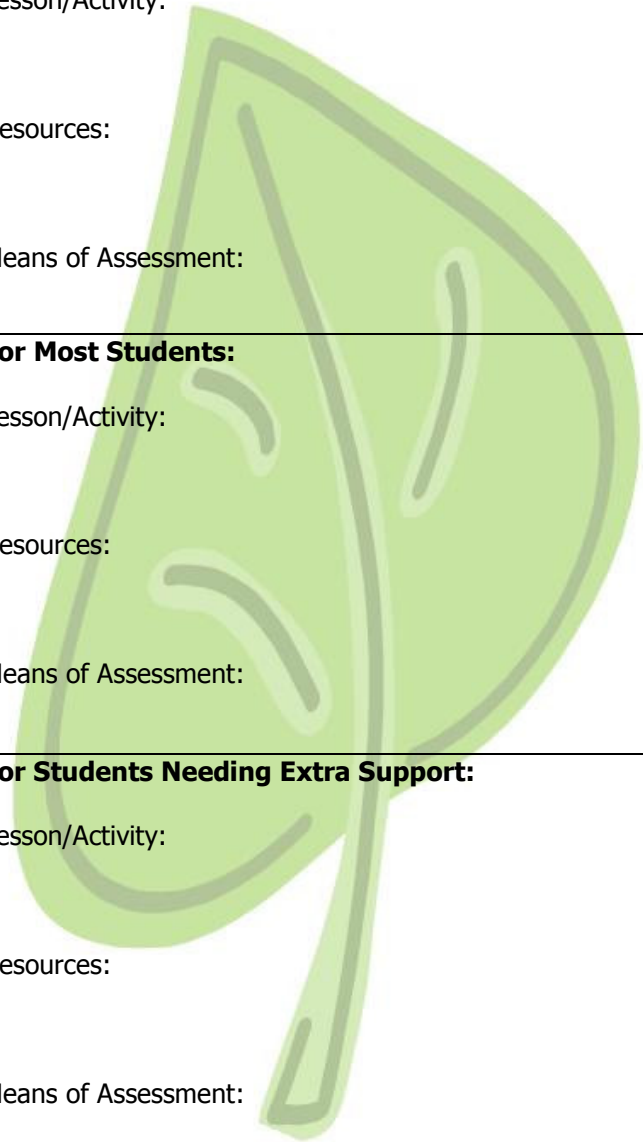 esson/Activity:
esources:
eans of Assessment:
or Most Students:
esson/Activity:
esources:
eans of Assessment:
or Students Needing Extra Support:
esson/Activity:
esources:
eans of Assessment: